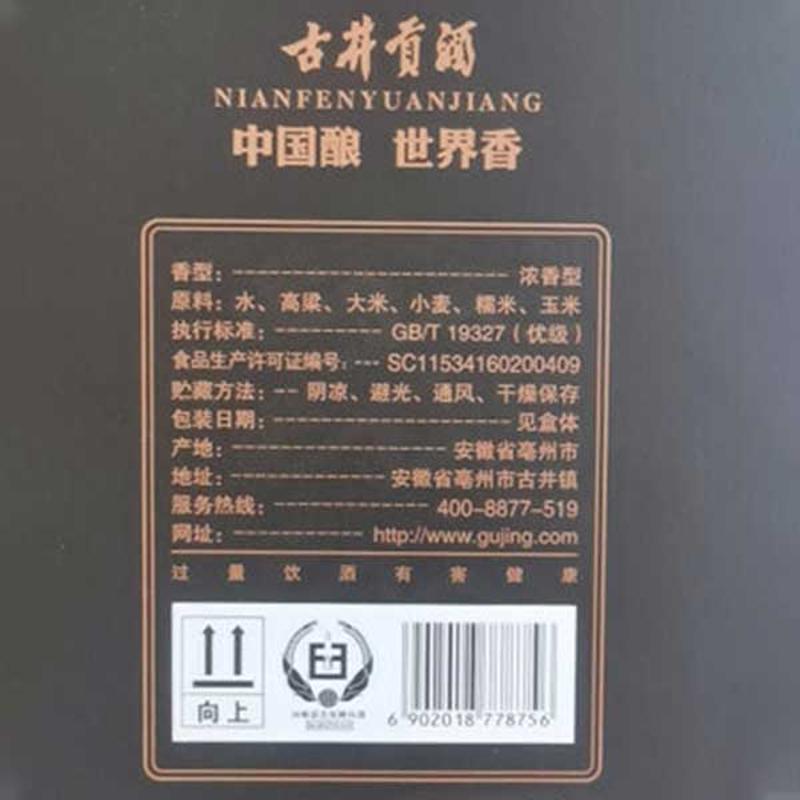 古井贡酒
NIANFENYUANJIANG
中国酿 世界香
香型：----------------------浓香型
原料：水、高粱、大米、小麦、糯米、玉米
执行标准：---------GB/T 19327（优级）
食品生产许可证编号：---SC11534160200409
贮藏方法：--阴凉、避光、通风、干燥保存
包装日期：--------------------见盒体
产地：------------------安徽省亳州市
地址：------------安徽省亳州市古井镇
服务热线：-------------400-8877-519
网址：----------http://www.gujing.com
过量饮酒有害健康
向上
6 902018 778756